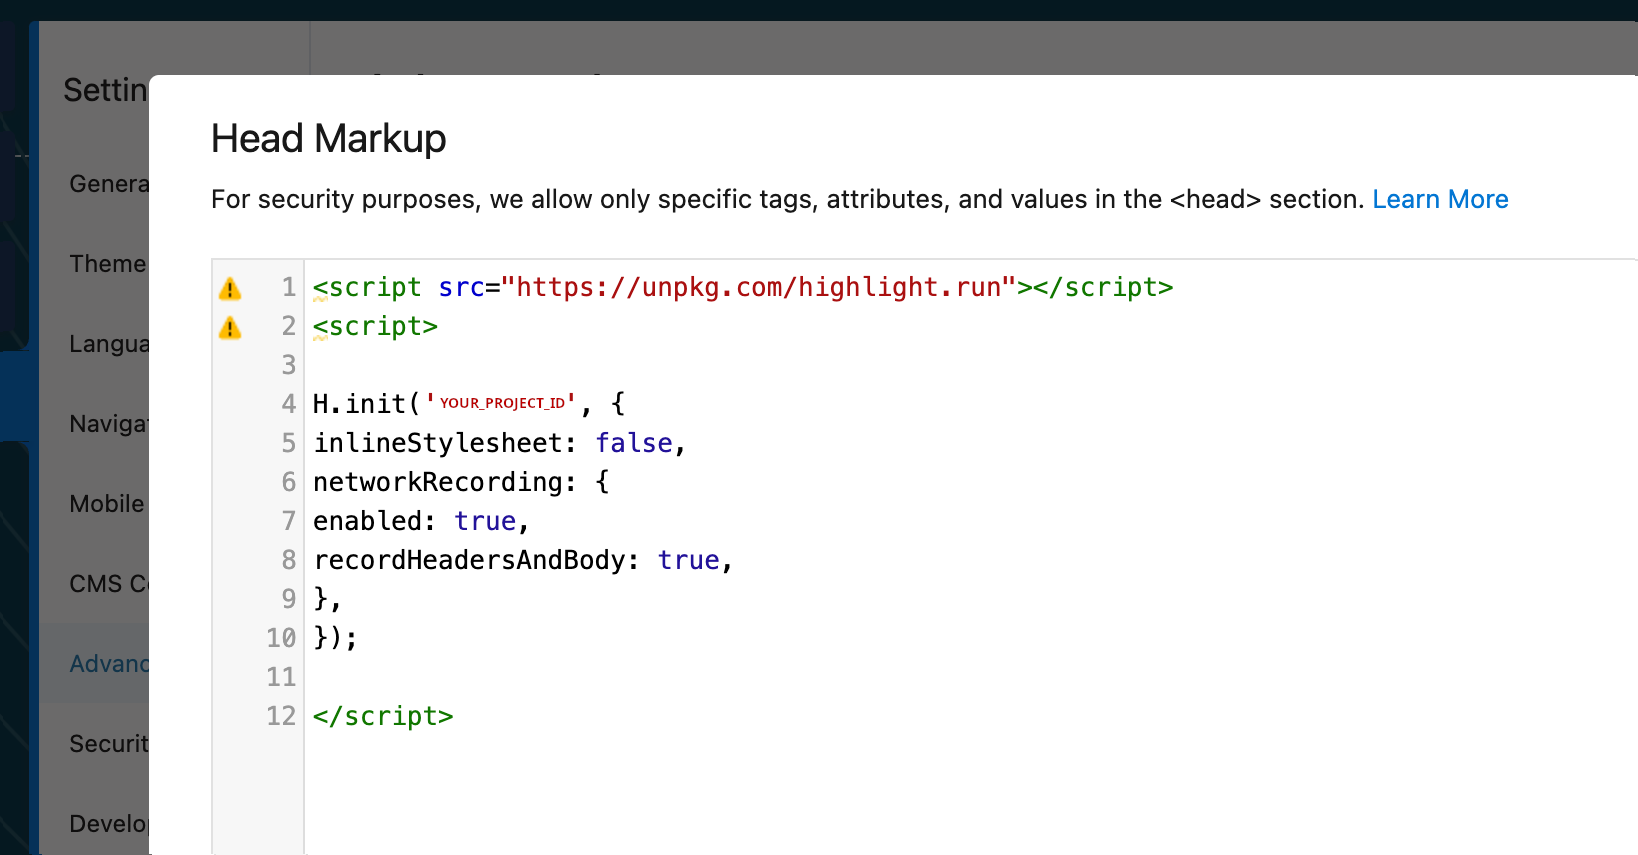 Settin
Head Markup
For security purposes, we allow only specific tags, attributes, and values in the <head> section. Learn More
Genera
Theme
Langua
Naviga
Mobile
CMS C
Advanc
Securit
Develop
1 <script src="https://unpkg.com/highlight.run"></script>
2 <script>
3
4 H.init('YOUR_PROJECT_ID', {
5 inlineStylesheet: false,
6 networkRecording: {
7 enabled: true,
8 recordHeadersAndBody: true,
9 },
10 });
11
12 </script>